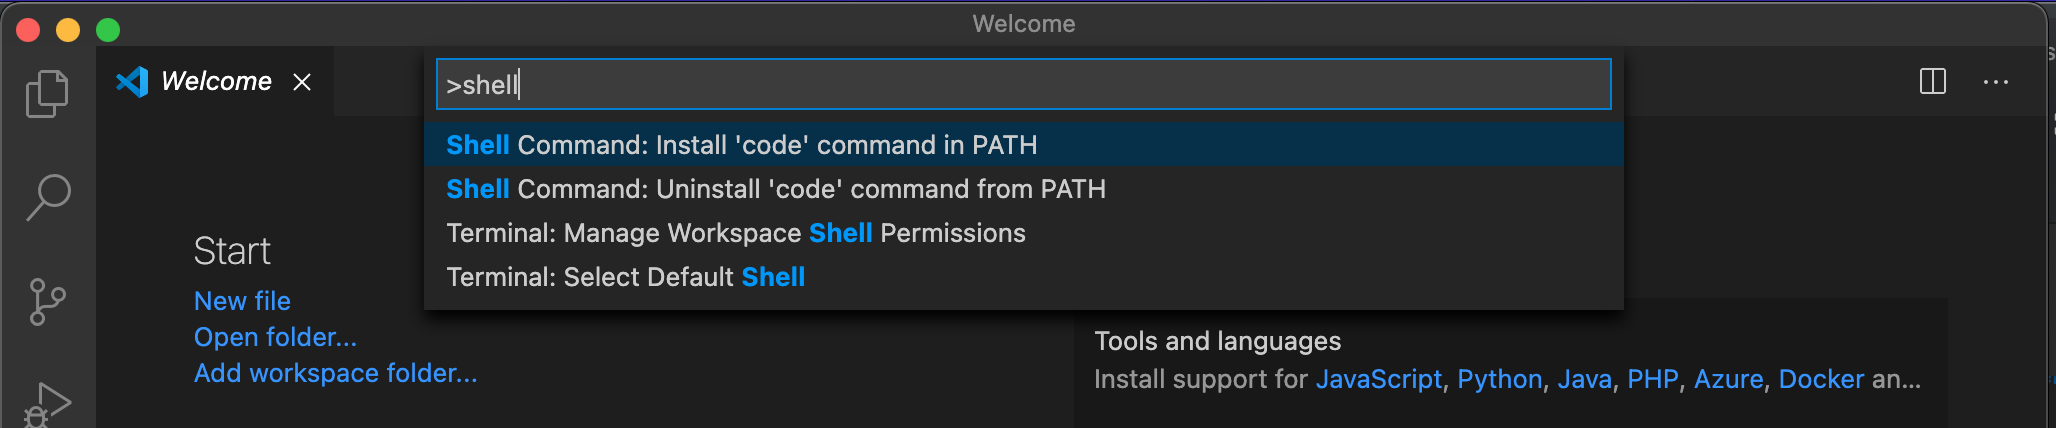 Welcome
Welcome
>shell
Shell Command: Install 'code' command in PATH
Shell Command: Uninstall 'code' command from PATH
Terminal: Manage Workspace Shell Permissions
Terminal: Select Default Shell
Start
New file
Open folder...
Add workspace folder...
Tools and languages
Install support for JavaScript, Python, Java, PHP, Azure, Docker an...